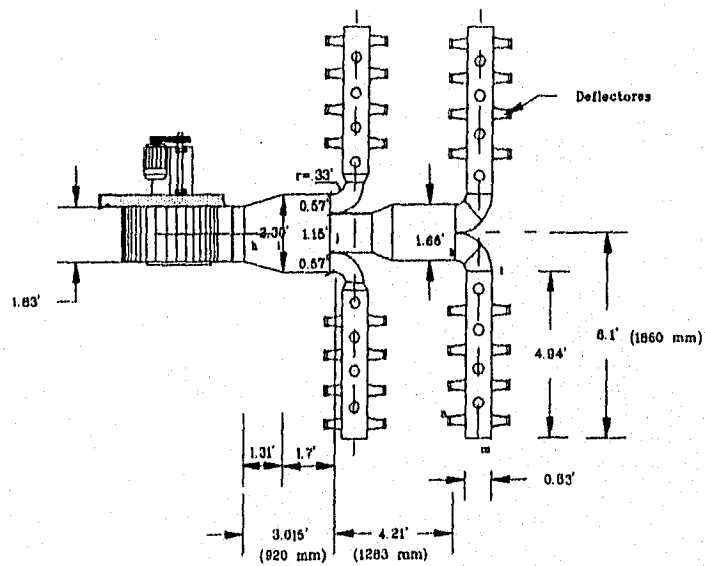 Deflectores
r=.33'
0.57'
2.30'
1.15'
1.66'
h
i
j
k
0.57'
l
1.83'
6.1' (1860 mm)
4.94'
n
m
1.31'
1.7'
0.83'
3.015'
(920 mm)
4.21'
(1283 mm)